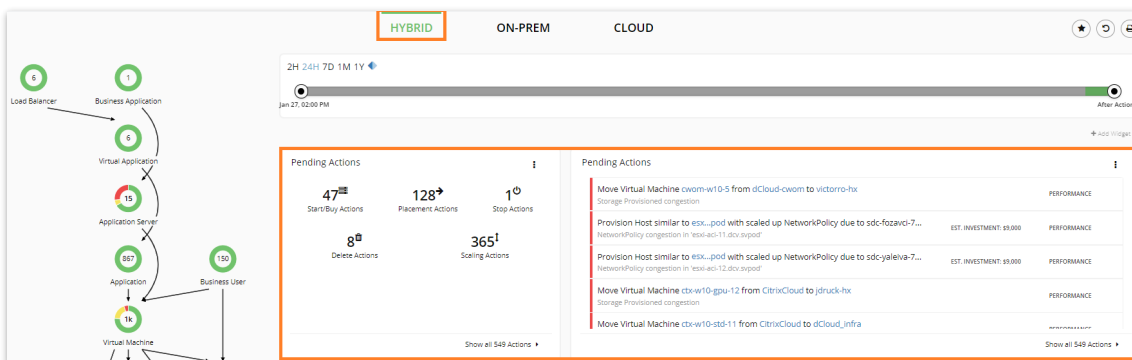 HYBRID ON-PREM CLOUD
2H 24H 7D 1M 1Y
Jan 27, 02:00 PM
After Action
Add Widget
6
Load Balancer
1
Business Application
6
Virtual Application
15
Application Server
867
Application
150
Business User
1k
Virtual Machine
Pending Actions
47
Start/Buy Actions
128
Placement Actions
1
Stop Actions
8
Delete Actions
365
Scaling Actions
Show all 549 Actions
Pending Actions
Move Virtual Machine cwom-w10-5 from dCloud-cwom to victorro-hx
Storage Provisioned congestion
PERFORMANCE
Provision Host similar to esx...pod with scaled up NetworkPolicy due to sdc-fozavci-7...
NetworkPolicy congestion in 'esxi-aci-11.dcv.svpod'
EST. INVESTMENT: $9,000
PERFORMANCE
Provision Host similar to esx...pod with scaled up NetworkPolicy due to sdc-yaleiva-7...
NetworkPolicy congestion in 'esxi-aci-12.dcv.svpod'
EST. INVESTMENT: $9,000
PERFORMANCE
Move Virtual Machine ctx-w10-gpu-12 from CitrixCloud to jdruck-hx
Storage Provisioned congestion
PERFORMANCE
Move Virtual Machine ctx-w10-std-11 from CitrixCloud to dCloud_infra
PERFORMANCE
Show all 549 Actions